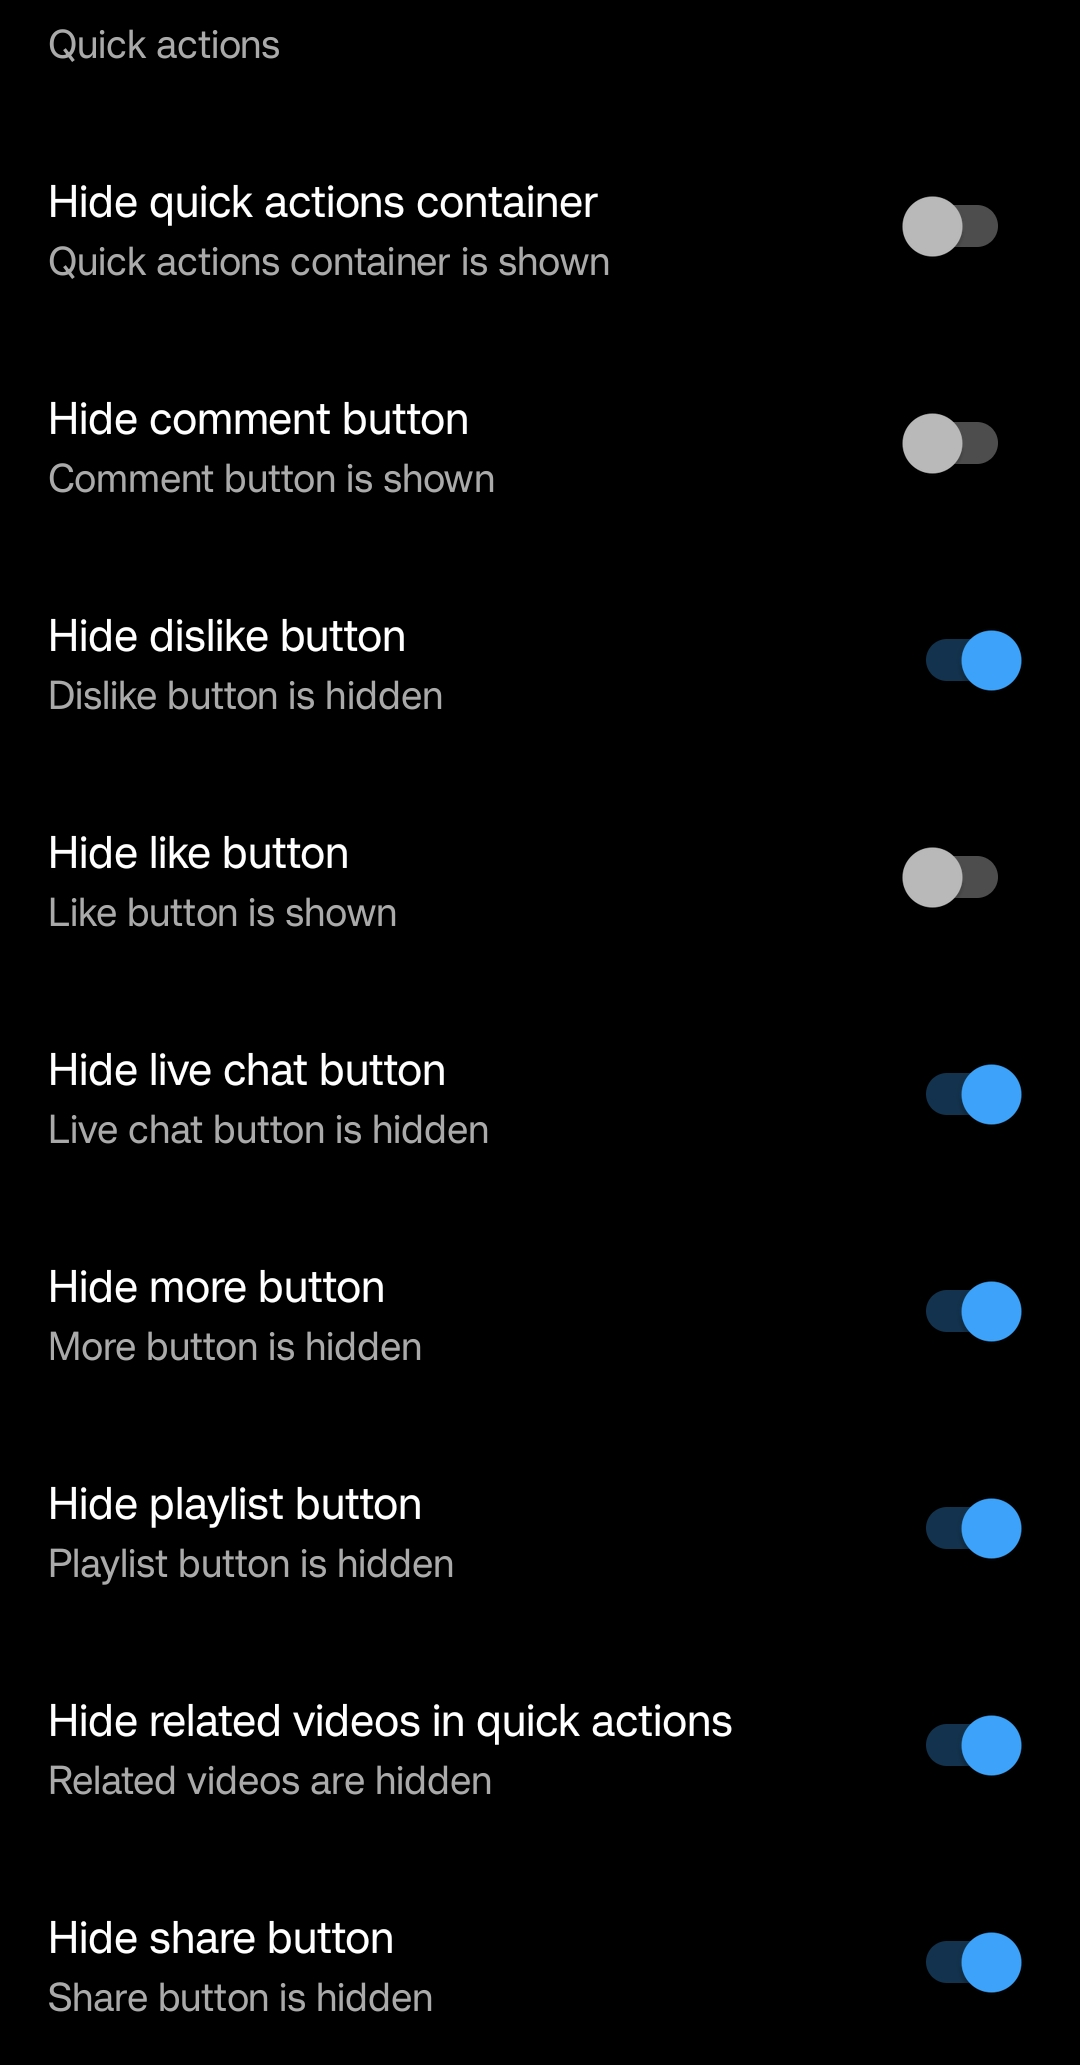 Quick actions
Hide quick actions container
Quick actions container is shown
Hide comment button
Comment button is shown
Hide dislike button
Dislike button is hidden
Hide like button
Like button is shown
Hide live chat button
Live chat button is hidden
Hide more button
More button is hidden
Hide playlist button
Playlist button is hidden
Hide related videos in quick actions
Related videos are hidden
Hide share button
Share button is hidden